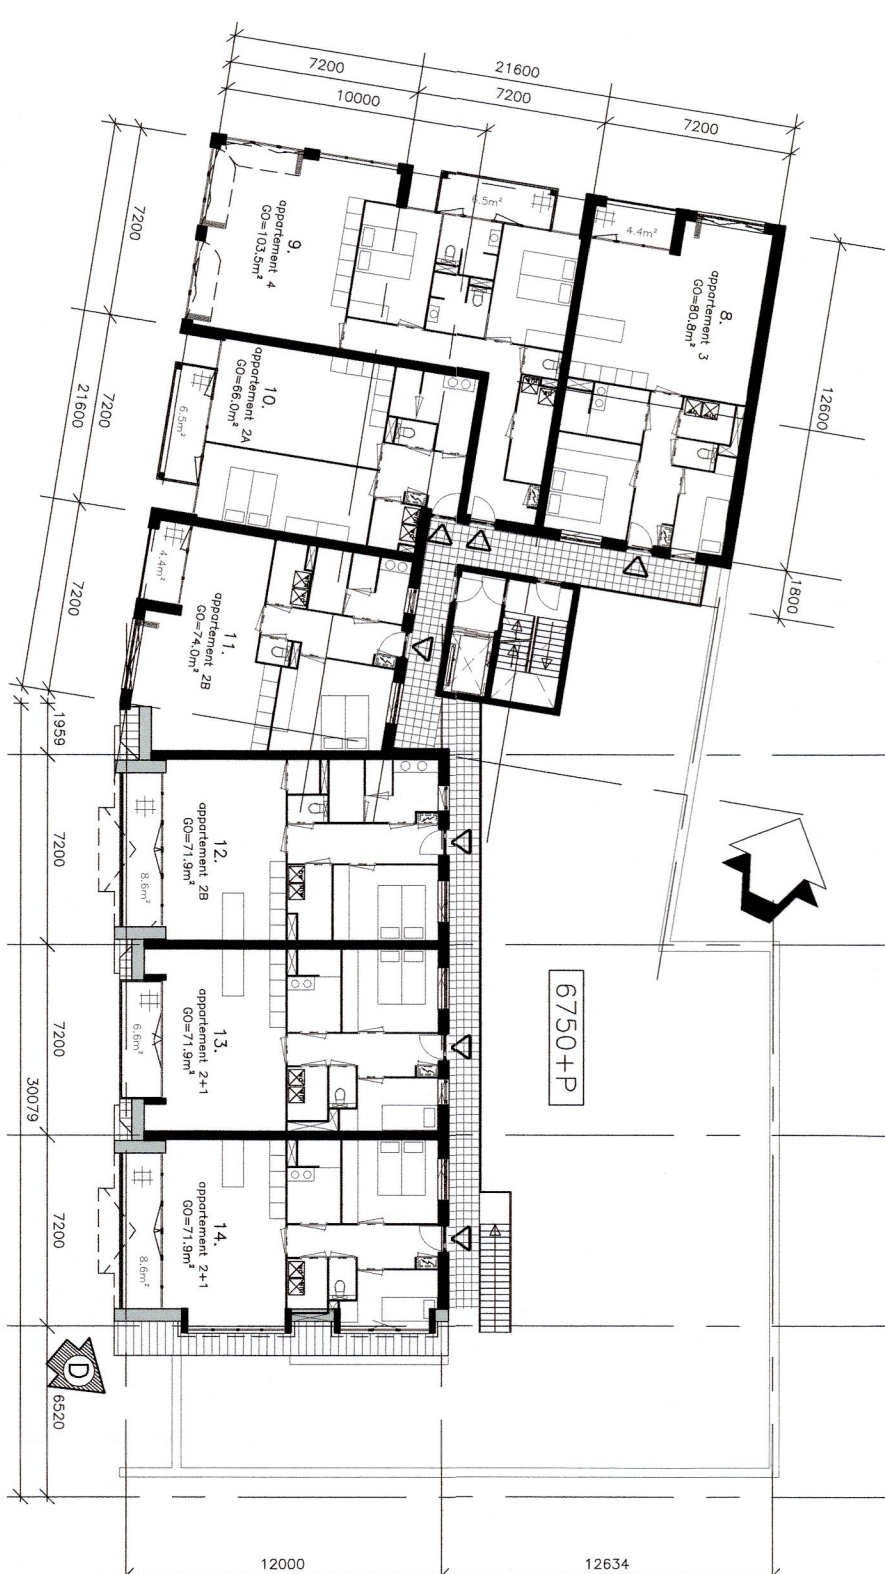 21600
7200
7200
7200
10000
7200
7200
7200
21600
12600
1800
8.
appartement 3
GO=80.8m²
4.4m²
9.
appartement 4
GO=103.5m²
6.5m²
10.
appartement 2A
GO=66.0m²
6.5m²
11.
appartement 2B
GO=74.0m²
4.4m²
12.
appartement 2B
GO=71.9m²
8.6m²
13.
appartement 2+1
GO=71.9m²
6.6m²
14.
appartement 2+1
GO=71.9m²
8.6m²
6750+P
1959
7200
7200
7200
30079
6520
D
12000
12634